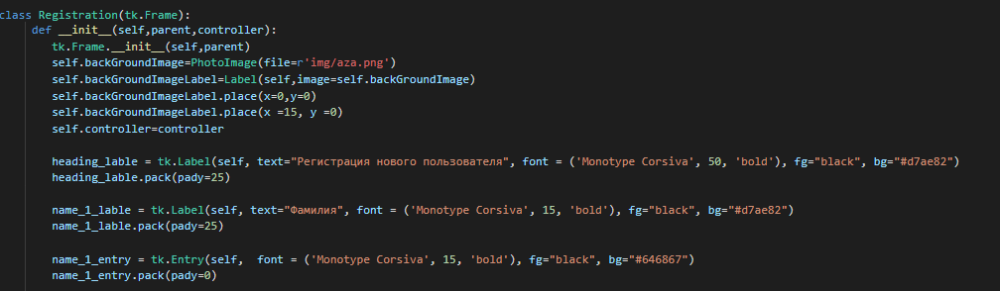 class Registration(tk.Frame):
    def __init__(self,parent,controller):
        tk.Frame.__init__(self,parent)
        self.backGroundImage=PhotoImage(file=r'img/aza.png')
        self.backGroundImageLabel=Label(self,image=self.backGroundImage)
        self.backGroundImageLabel.place(x=0,y=0)
        self.backGroundImageLabel.place(x =15, y =0)
        self.controller=controller
        heading_lable = tk.Label(self, text="Регистрация нового пользователя", font = ('Monotype Corsiva', 50, 'bold'), fg="black", bg="#d7ae82")
        heading_lable.pack(pady=25)
        name_1_lable = tk.Label(self, text="Фамилия", font = ('Monotype Corsiva', 15, 'bold'), fg="black", bg="#d7ae82")
        name_1_lable.pack(pady=25)
        name_1_entry = tk.Entry(self,  font = ('Monotype Corsiva', 15, 'bold'), fg="black", bg="#646867")
        name_1_entry.pack(pady=0)